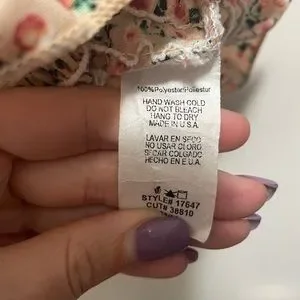 100%Polyester/Poliester
HAND WASH COLD
DO NOT BLEACH
HANG TO DRY
MADE IN U.S.A
LAVAR EN SECO
NO USAR CLORO
SECAR COLGADO
HECHO EN E.U.A.
STYLE# 17647
CUT# 38810